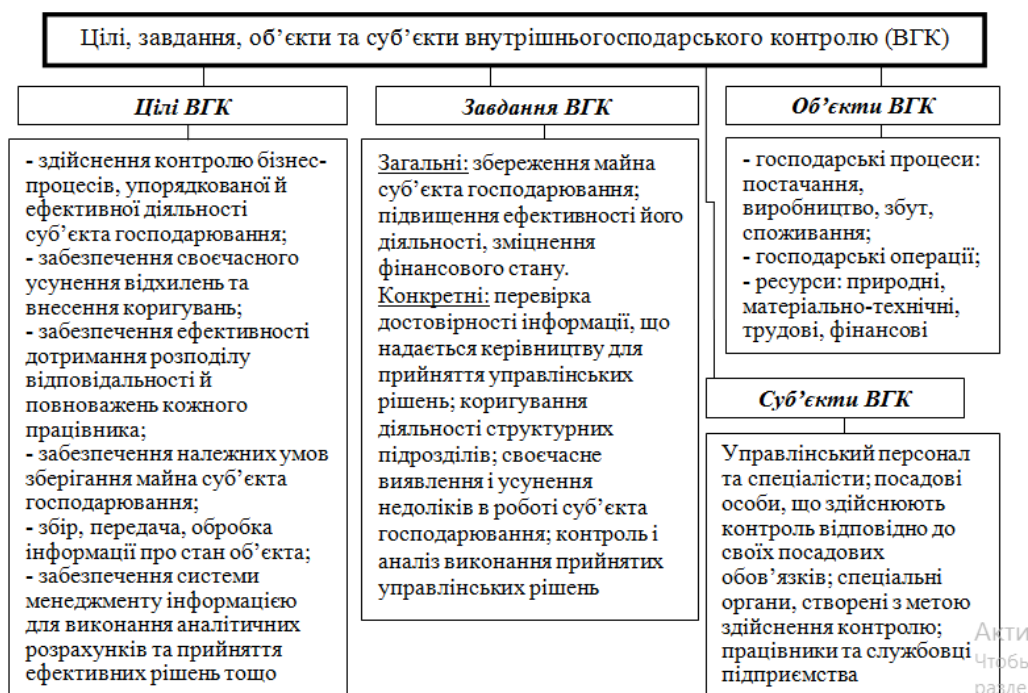 Цілі, завдання, об’єкти та суб’єкти внутрішньогосподарського контролю (ВГК)
Цілі ВГК
- здійснення контролю бізнес-
процесів, упорядкованої й
ефективної діяльності
суб’єкта господарювання;
- забезпечення своєчасного
усунення відхилень та
внесення коригувань;
- забезпечення ефективності
дотримання розподілу
відповідальності й
повноважень кожного
працівника;
- забезпечення належних умов
зберігання майна суб’єкта
господарювання;
- збір, передача, обробка
інформації про стан об’єкта;
- забезпечення системи
менеджменту інформацією
для виконання аналітичних
розрахунків та прийняття
ефективних рішень тощо
Завдання ВГК
Загальні: збереження майна
суб’єкта господарювання;
підвищення ефективності його
діяльності, зміцнення
фінансового стану.
Конкретні: перевірка
достовірності інформації, що
надається керівництву для
прийняття управлінських
рішень; коригування
діяльності структурних
підрозділів; своєчасне
виявлення і усунення
недоліків в роботі суб’єкта
господарювання; контроль і
аналіз виконання прийнятих
управлінських рішень
Об’єкти ВГК
- господарські процеси:
постачання,
виробництво, збут,
споживання;
- господарські операції;
- ресурси: природні,
матеріально-технічні,
трудові, фінансові
Суб’єкти ВГК
Управлінський персонал
та спеціалісти; посадові
особи, що здійснюють
контроль відповідно до
своїх посадових
обов’язків; спеціальні
органи, створені з метою
здійснення контролю;
працівники та службовці
підприємства
Акти
Чтобы
разде